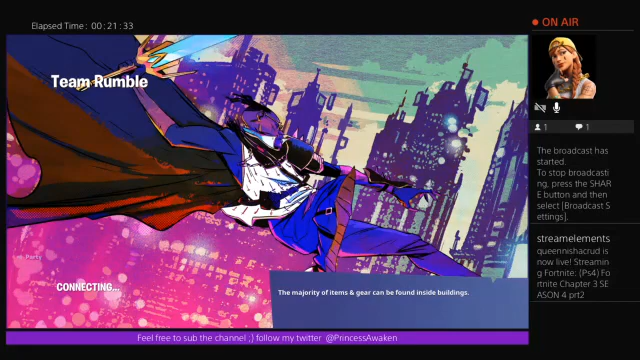 Elapsed Time : 00:21:33
ON AIR
Team Rumble
1 1
The broadcast has
started.
To stop broadcasti
ng, press the SHAR
E button and then
select [Broadcast S
ettings].
streamelements
queennishacrud is
now live! Streamin
g Fortnite: (Ps4) Fo
rtnite Chapter 3 SE
ASON 4 prt2
Party
CONNECTING...
The majority of items & gear can be found inside buildings.
Feel free to sub the channel ;) follow my twitter @PrincessAwaken